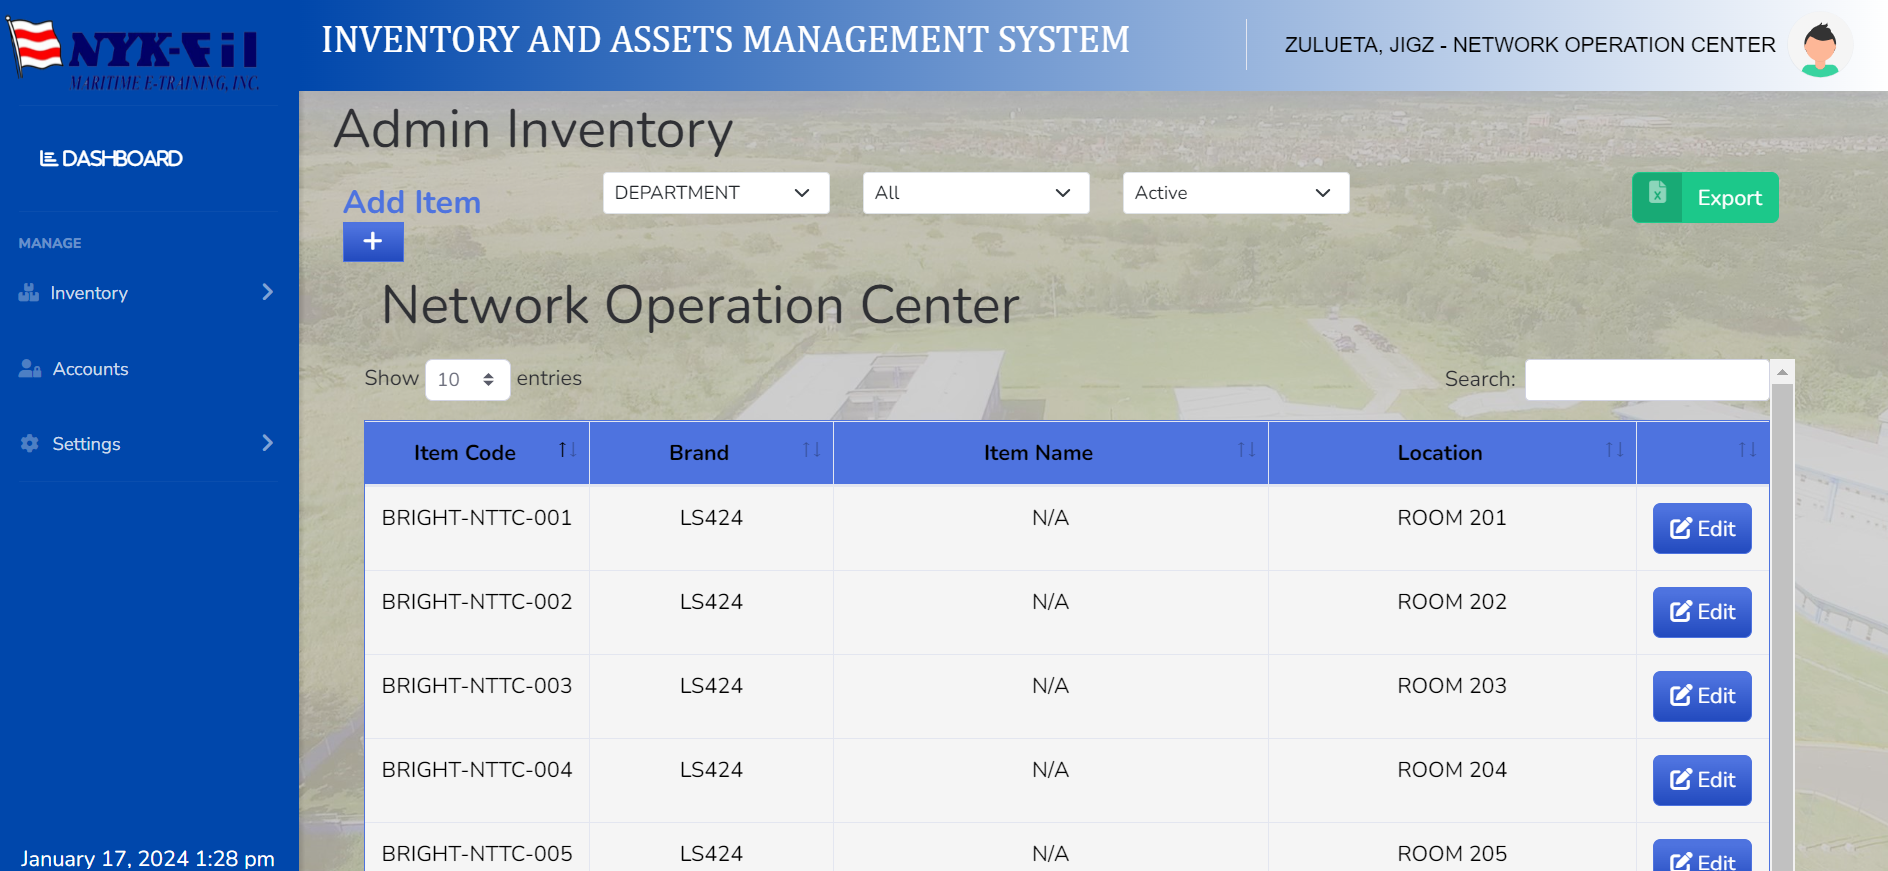 NYK-Fil
MARITIME E-TRAINING, INC.
INVENTORY AND ASSETS MANAGEMENT SYSTEM
ZULUETA, JIGZ - NETWORK OPERATION CENTER
DASHBOARD
MANAGE
Inventory
Accounts
Settings
January 17, 2024 1:28 pm
Admin Inventory
Add Item
+
DEPARTMENT
All
Active
Export
Network Operation Center
Show 10 entries
Search:
Item Code Brand Item Name Location
BRIGHT-NTTC-001 LS424 N/A ROOM 201 Edit
BRIGHT-NTTC-002 LS424 N/A ROOM 202 Edit
BRIGHT-NTTC-003 LS424 N/A ROOM 203 Edit
BRIGHT-NTTC-004 LS424 N/A ROOM 204 Edit
BRIGHT-NTTC-005 LS424 N/A ROOM 205 Edit